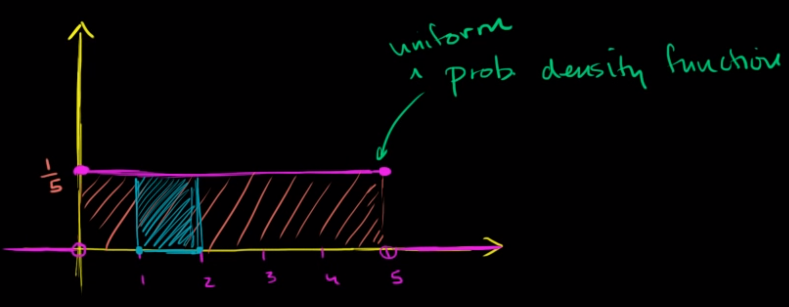 uniform
^ prob. density function
1/5
1 2 3 4 5